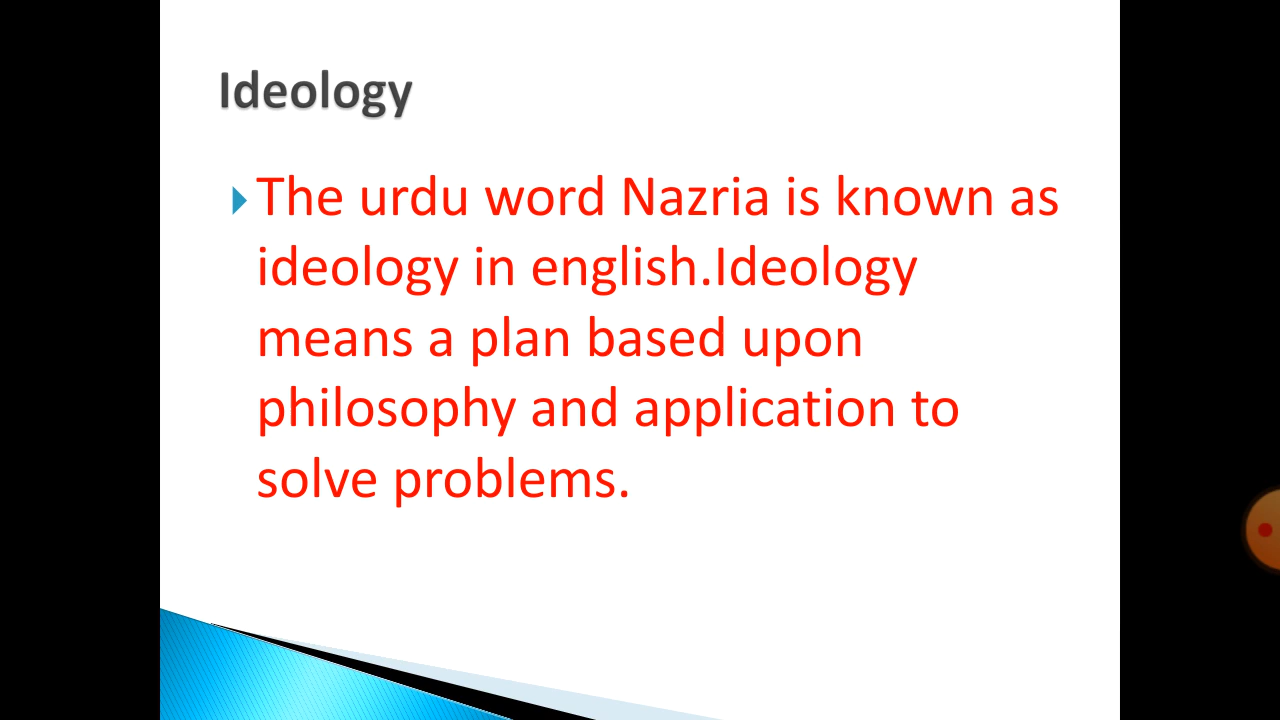 Ideology
The urdu word Nazria is known as
ideology in english.Ideology
means a plan based upon
philosophy and application to
solve problems.